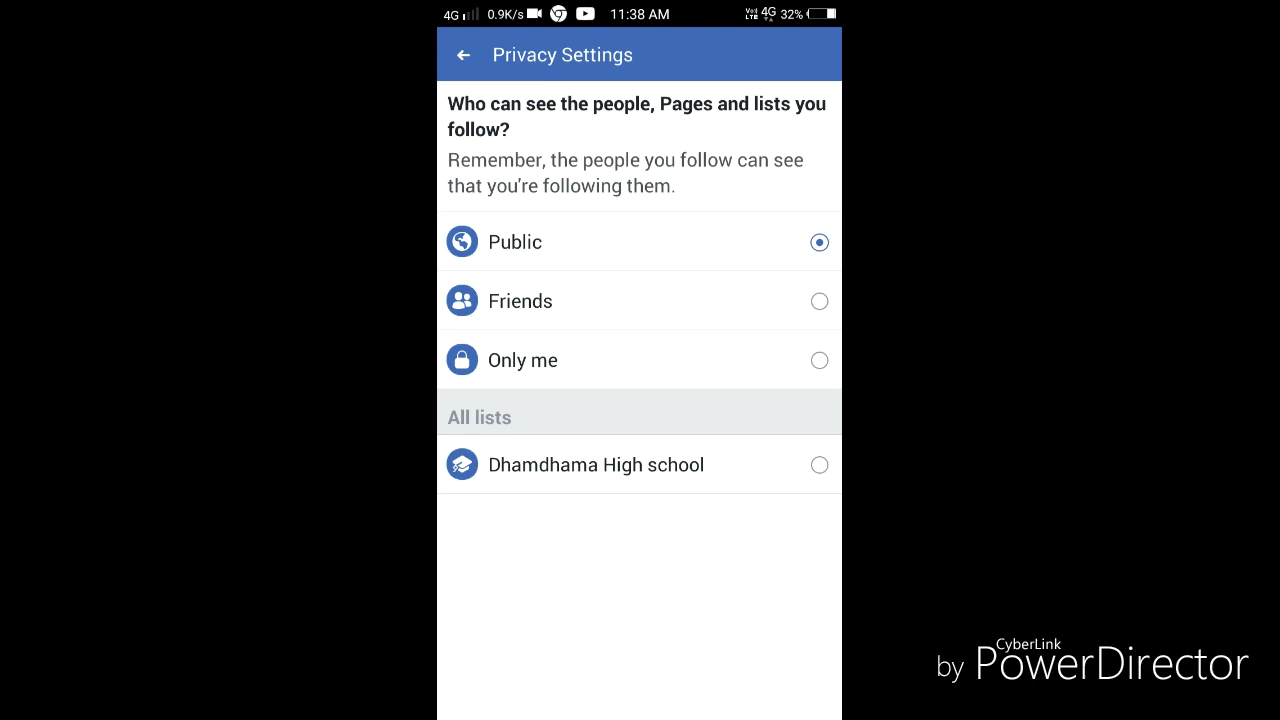 4G 0.9K/s 11:38 AM VoLTE 4G 32%
Privacy Settings
Who can see the people, Pages and lists you
follow?
Remember, the people you follow can see
that you're following them.
Public
Friends
Only me
All lists
Dhamdhama High school
CyberLink
by PowerDirector